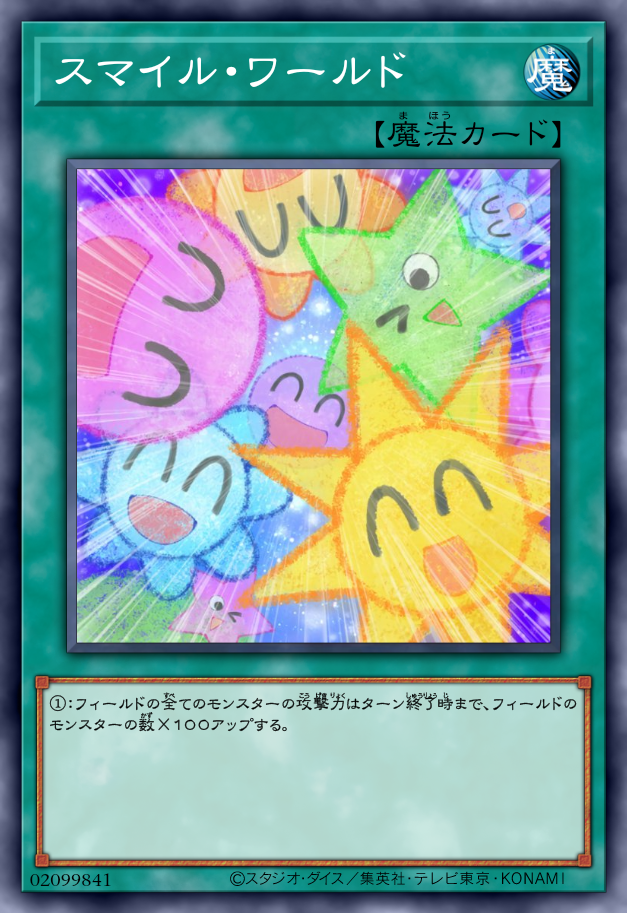 スマイル・ワールド
魔
【魔法カード】
①：フィールドの全てのモンスターの攻撃力はターン終了時まで、フィールドの
モンスターの数×100アップする。
02099841
©スタジオ・ダイス／集英社・テレビ東京・KONAMI